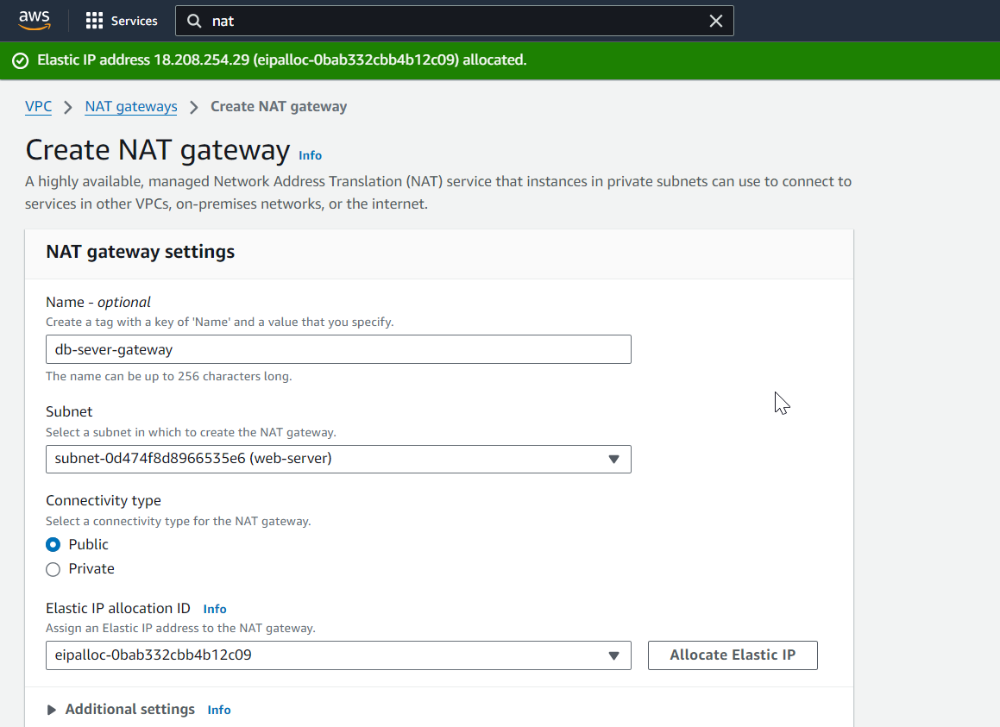 aws
Services
nat
Elastic IP address 18.208.254.29 (eipalloc-0bab332cbb4b12c09) allocated.
VPC
NAT gateways
Create NAT gateway
Create NAT gateway Info
A highly available, managed Network Address Translation (NAT) service that instances in private subnets can use to connect to
services in other VPCs, on-premises networks, or the internet.
NAT gateway settings
Name - optional
Create a tag with a key of 'Name' and a value that you specify.
db-sever-gateway
The name can be up to 256 characters long.
Subnet
Select a subnet in which to create the NAT gateway.
subnet-0d474f8d8966535e6 (web-server)
Connectivity type
Select a connectivity type for the NAT gateway.
Public
Private
Elastic IP allocation ID Info
Assign an Elastic IP address to the NAT gateway.
eipalloc-0bab332cbb4b12c09
Allocate Elastic IP
Additional settings Info